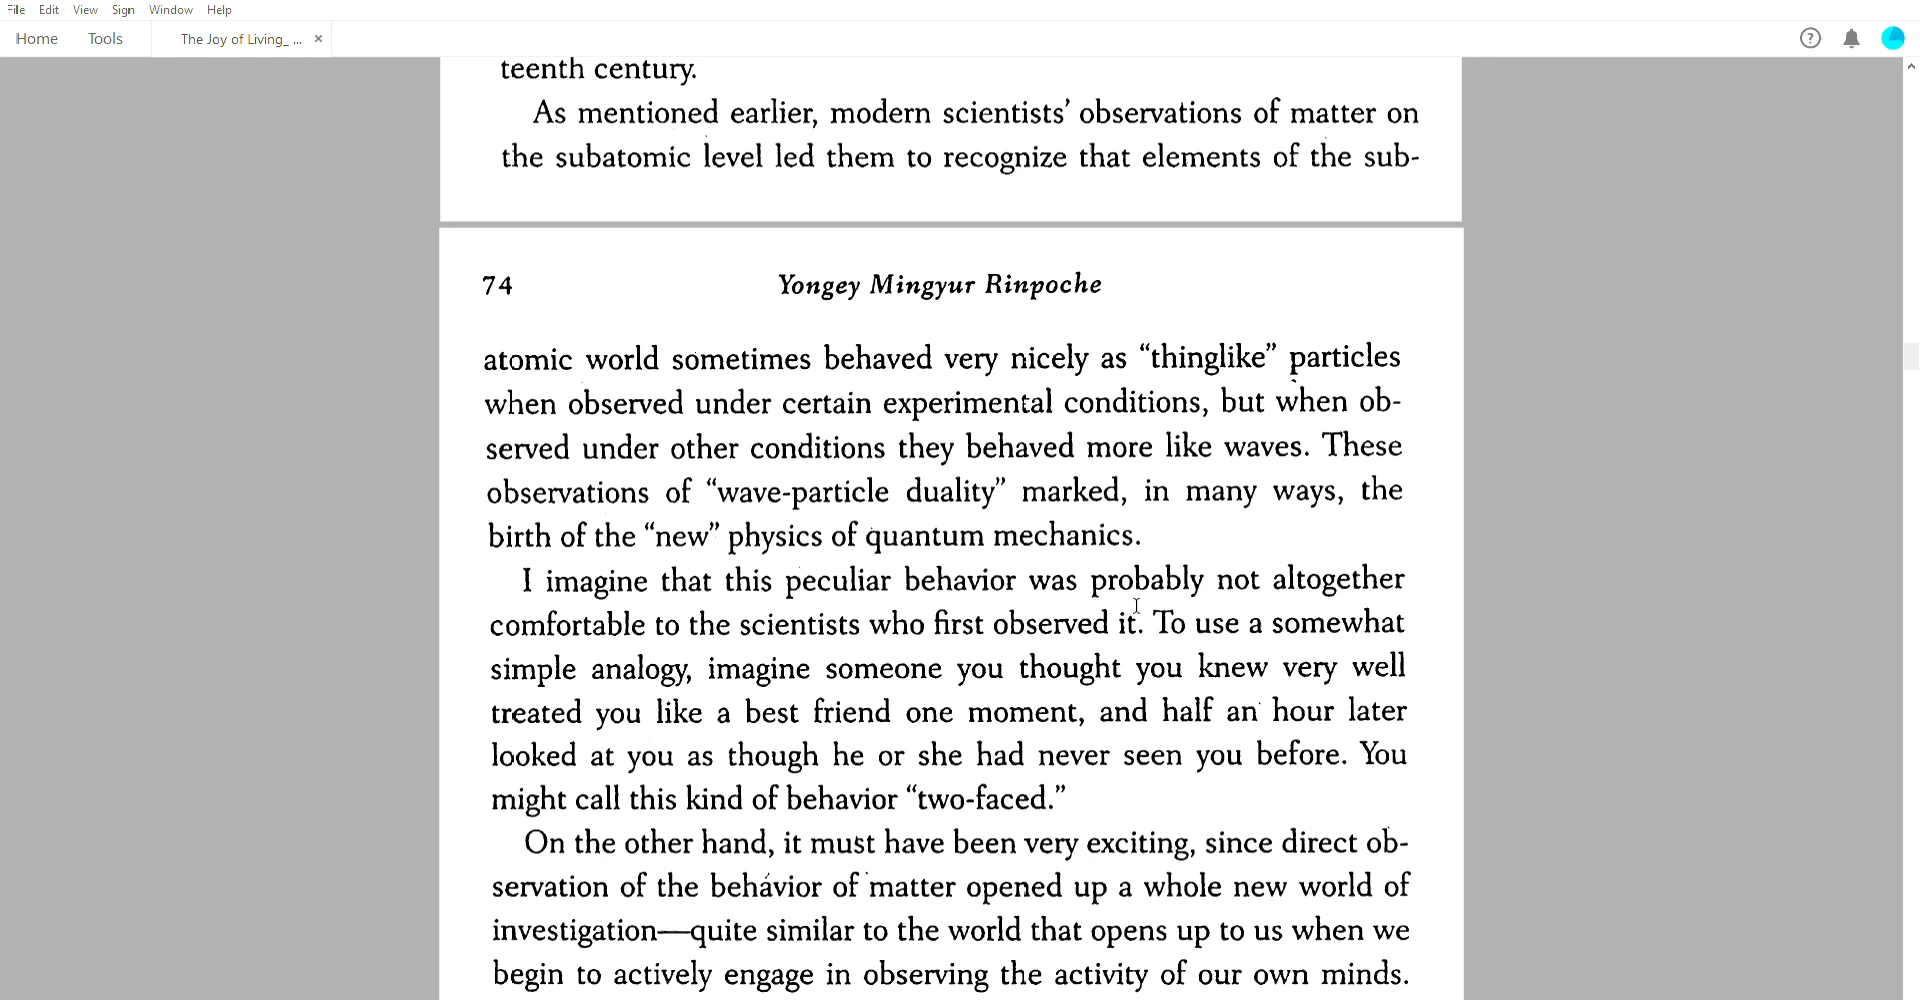 File Edit View Sign Window Help
Home Tools The Joy of Living_ ... ×
teenth century.
As mentioned earlier, modern scientists’ observations of matter on
the subatomic level led them to recognize that elements of the sub-
74 Yongey Mingyur Rinpoche
atomic world sometimes behaved very nicely as “thinglike” particles
when observed under certain experimental conditions, but when ob-
served under other conditions they behaved more like waves. These
observations of “wave-particle duality” marked, in many ways, the
birth of the “new” physics of quantum mechanics.
I imagine that this peculiar behavior was probably not altogether
comfortable to the scientists who first observed it. To use a somewhat
simple analogy, imagine someone you thought you knew very well
treated you like a best friend one moment, and half an hour later
looked at you as though he or she had never seen you before. You
might call this kind of behavior “two-faced.”
On the other hand, it must have been very exciting, since direct ob-
servation of the behavior of matter opened up a whole new world of
investigation—quite similar to the world that opens up to us when we
begin to actively engage in observing the activity of our own minds.